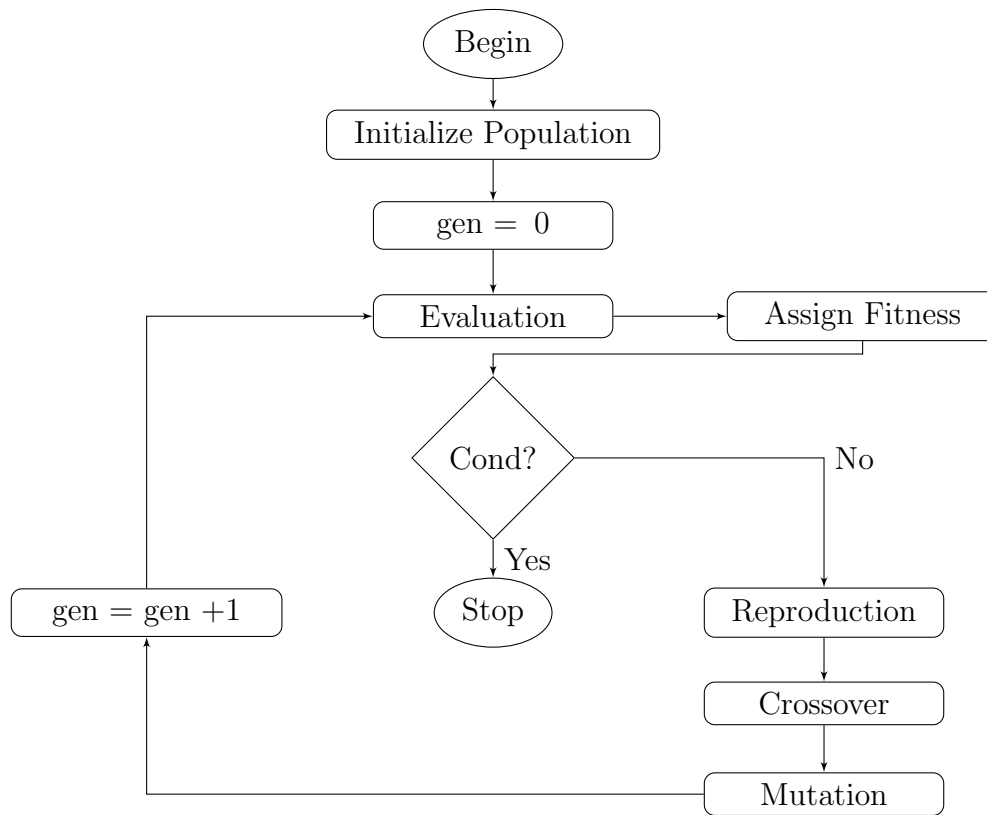 Begin
Initialize Population
gen = 0
Evaluation
Assign Fitness
Cond?
No
Yes
gen = gen +1
Stop
Reproduction
Crossover
Mutation